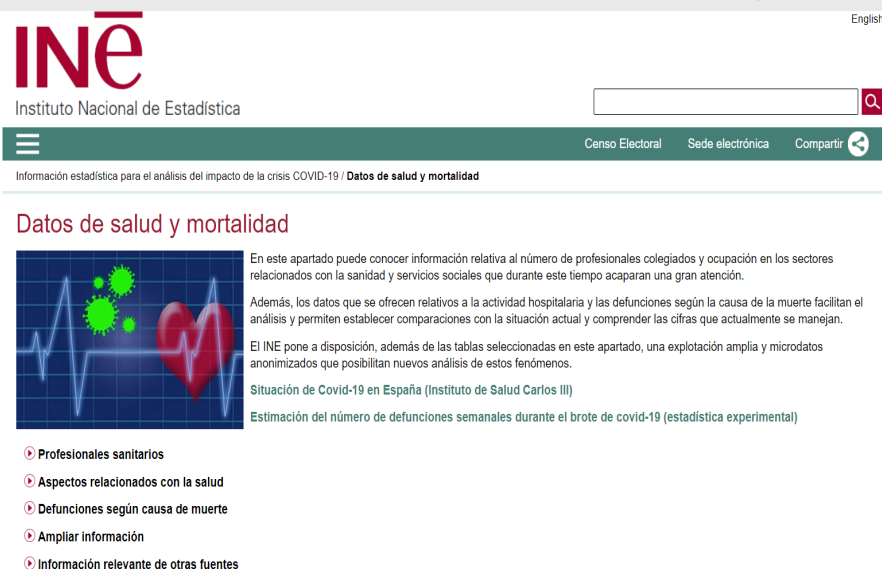 English
INe
Instituto Nacional de Estadística
Censo Electoral Sede electrónica Compartir
Información estadística para el análisis del impacto de la crisis COVID-19 / Datos de salud y mortalidad
Datos de salud y mortalidad
En este apartado puede conocer información relativa al número de profesionales colegiados y ocupación en los sectores
relacionados con la sanidad y servicios sociales que durante este tiempo acaparan una gran atención.
Además, los datos que se ofrecen relativos a la actividad hospitalaria y las defunciones según la causa de la muerte facilitan el
análisis y permiten establecer comparaciones con la situación actual y comprender las cifras que actualmente se manejan.
El INE pone a disposición, además de las tablas seleccionadas en este apartado, una explotación amplia y microdatos
anonimizados que posibilitan nuevos análisis de estos fenómenos.
Situación de Covid-19 en España (Instituto de Salud Carlos III)
Estimación del número de defunciones semanales durante el brote de covid-19 (estadística experimental)
Profesionales sanitarios
Aspectos relacionados con la salud
Defunciones según causa de muerte
Ampliar información
Información relevante de otras fuentes